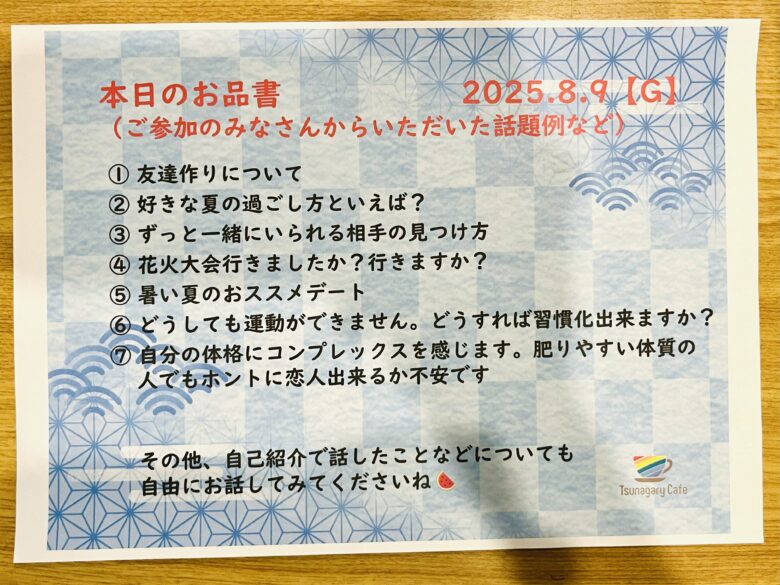 本日のお品書 2025.8.9【G】
（ご参加のみなさんからいただいた話題例など）
① 友達作りについて
② 好きな夏の過ごし方といえば？
③ ずっと一緒にいられる相手の見つけ方
④ 花火大会行きましたか？行きますか？
⑤ 暑い夏のおススメデート
⑥ どうしても運動ができません。どうすれば習慣化出来ますか？
⑦ 自分の体格にコンプレックスを感じます。肥りやすい体質の
人でもホントに恋人出来るか不安です
その他、自己紹介で話したことなどについても
自由にお話してみてくださいね🍉
Tsunagary Cafe